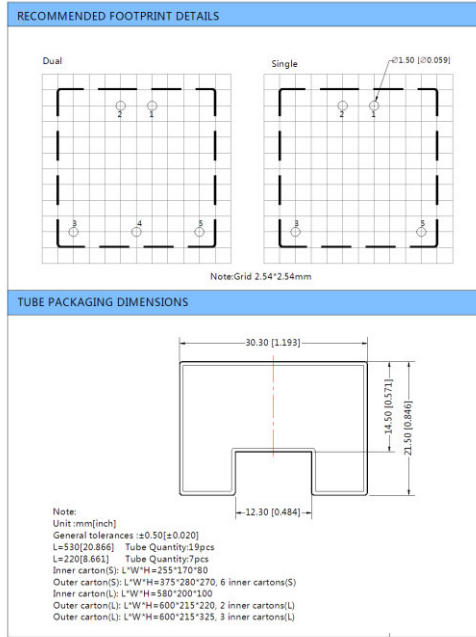 RECOMMENDED FOOTPRINT DETAILS
Dual
Single
∅1.50 [∅0.059]
2 1
2 1
3 4 5
3 5
Note:Grid 2.54*2.54mm
TUBE PACKAGING DIMENSIONS
30.30 [1.193]
14.50 [0.571]
21.50 [0.846]
12.30 [0.484]
Note:
Unit :mm[inch]
General tolerances :±0.50[±0.020]
L=530[20.866] Tube Quantity:19pcs
L=220[8.661] Tube Quantity:7pcs
Inner carton(S): L*W*H=255*170*80
Outer carton(S): L*W*H=375*280*270, 6 inner cartons(S)
Inner carton(L): L*W*H=580*200*100
Outer carton(L): L*W*H=600*215*220, 2 inner cartons(L)
Outer carton(L): L*W*H=600*215*325, 3 inner cartons(L)